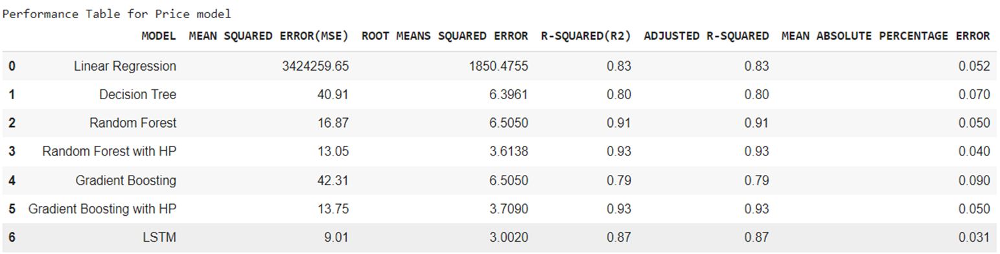 Performance Table for Price model
MODEL MEAN SQUARED ERROR(MSE) ROOT MEANS SQUARED ERROR R-SQUARED(R2) ADJUSTED R-SQUARED MEAN ABSOLUTE PERCENTAGE ERROR
0 Linear Regression 3424259.65 1850.4755 0.83 0.83 0.052
1 Decision Tree 40.91 6.3961 0.80 0.80 0.070
2 Random Forest 16.87 6.5050 0.91 0.91 0.050
3 Random Forest with HP 13.05 3.6138 0.93 0.93 0.040
4 Gradient Boosting 42.31 6.5050 0.79 0.79 0.090
5 Gradient Boosting with HP 13.75 3.7090 0.93 0.93 0.050
6 LSTM 9.01 3.0020 0.87 0.87 0.031